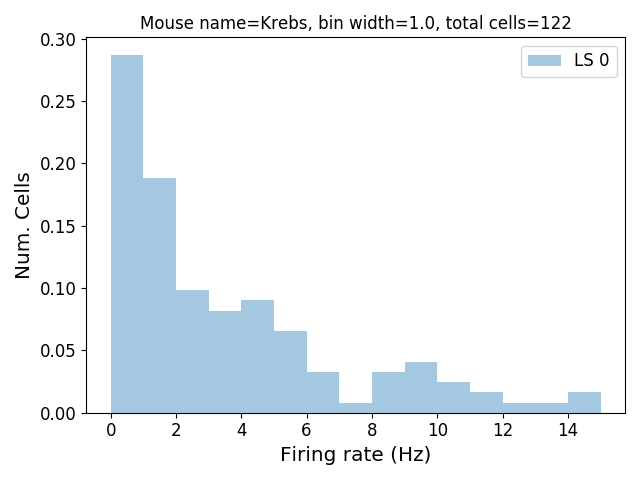 Mouse name=Krebs, bin width=1.0, total cells=122
LS 0
0.30
0.25
0.20
0.15
0.10
0.05
0.00
Num. Cells
0 2 4 6 8 10 12 14
Firing rate (Hz)